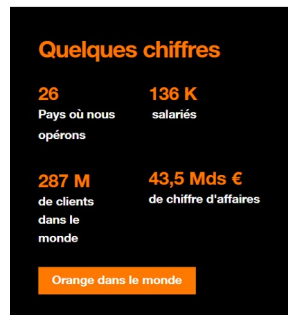 Quelques chiffres
26
Pays où nous
opérons
136 K
salariés
287 M
de clients
dans le
monde
43,5 Mds €
de chiffre d'affaires
Orange dans le monde